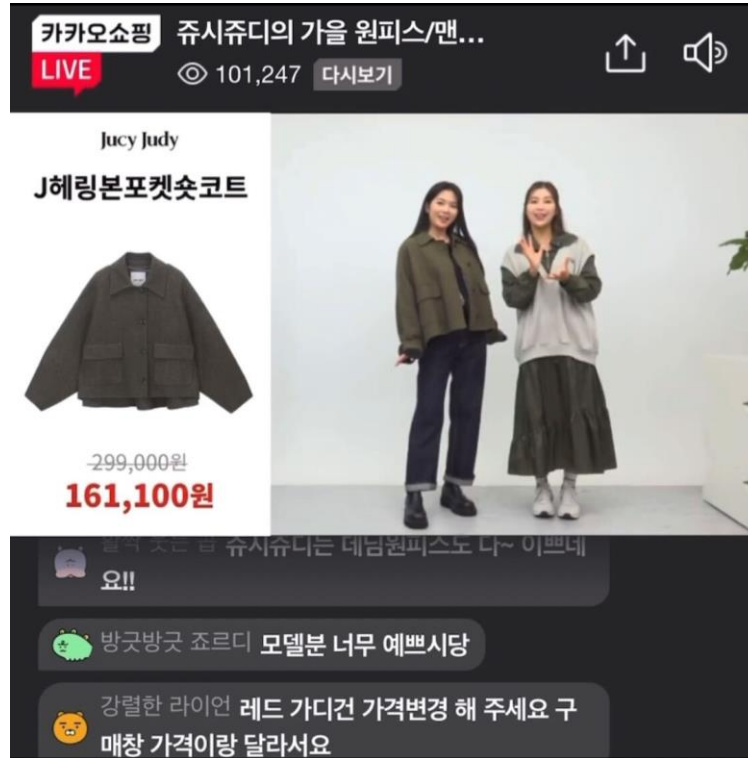 카카오쇼핑
LIVE
쥬시쥬디의 가을 원피스/맨...
101,247 다시보기
Jucy Judy
J헤링본포켓숏코트
299,000원
161,100원
쥬시쥬디는 데님원피스도 다~ 이쁘네
요!!
방긋방긋 죠르디 모델분 너무 예쁘시당
강렬한 라이언 레드 가디건 가격변경 해 주세요 구
매창 가격이랑 달라서요